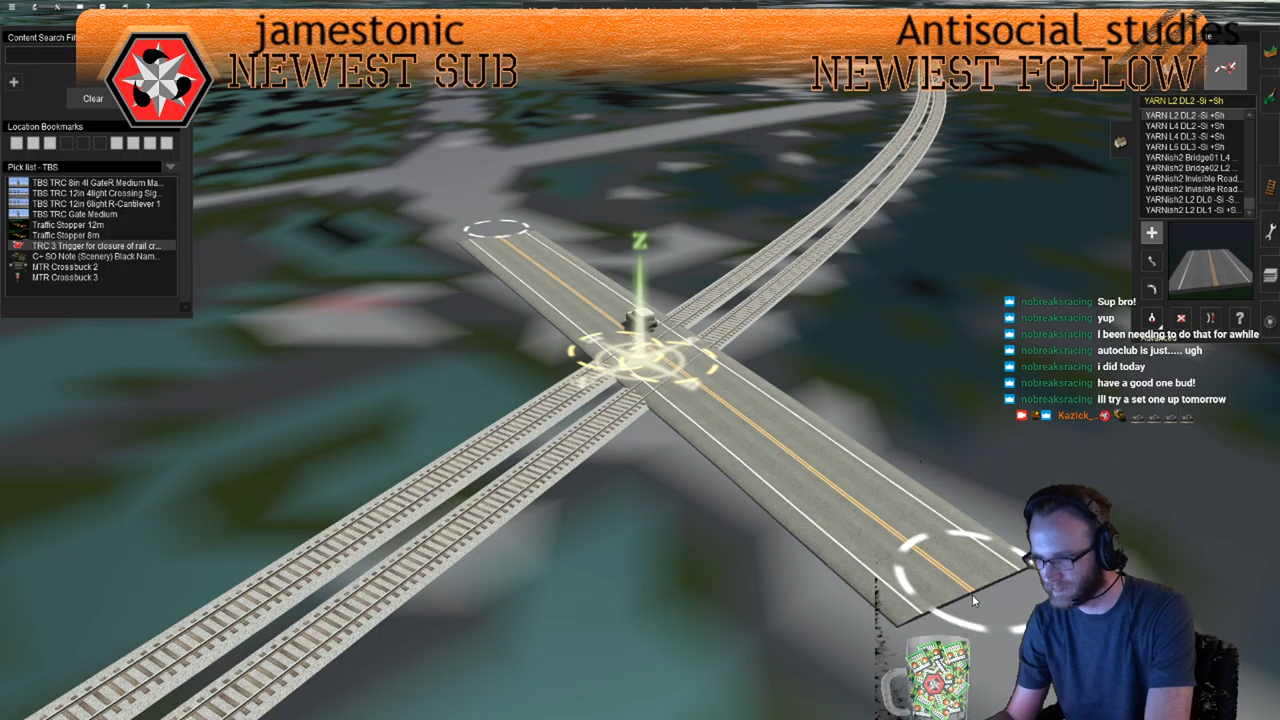 jamestonic
NEWEST SUB
Antisocial_studies
NEWEST FOLLOW
Content Search Fil
Clear
Location Bookmarks
Pick list - TBS
TBS TRC 8in 4l GateR Medium Ma...
TBS TRC 12in 4light Crossing Sig...
TBS TRC 12in 6light R-Cantilever 1
TBS TRC Gate Medium
Traffic Stopper 12m
Traffic Stopper 8m
TRC 3 Trigger for closure of rail cr...
C+ SO Note (Scenery) Black Nam...
MTR Crossbuck 2
MTR Crossbuck 3
Z
YARN L2 DL2 -Si +Sh
YARN L2 DL2 -Si +Sh
YARN L4 DL2 -Si +Sh
YARN L4 DL3 -Si +Sh
YARN L6 DL3 -Si +Sh
YARNish2 Bridge01 L4 ...
YARNish2 Bridge02 L2 ...
YARNish2 Invisible Road...
YARNish2 Invisible Road...
YARNish2 L2 DL0 -Si -S...
YARNish2 L2 DL1 -Si +S...
nobreaksracing Sup bro!
nobreaksracing yup
nobreaksracing i been needing to do that for awhile
nobreaksracing autoclub is just..... ugh
nobreaksracing i did today
nobreaksracing have a good one bud!
nobreaksracing ill try a set one up tomorrow
Kazick_